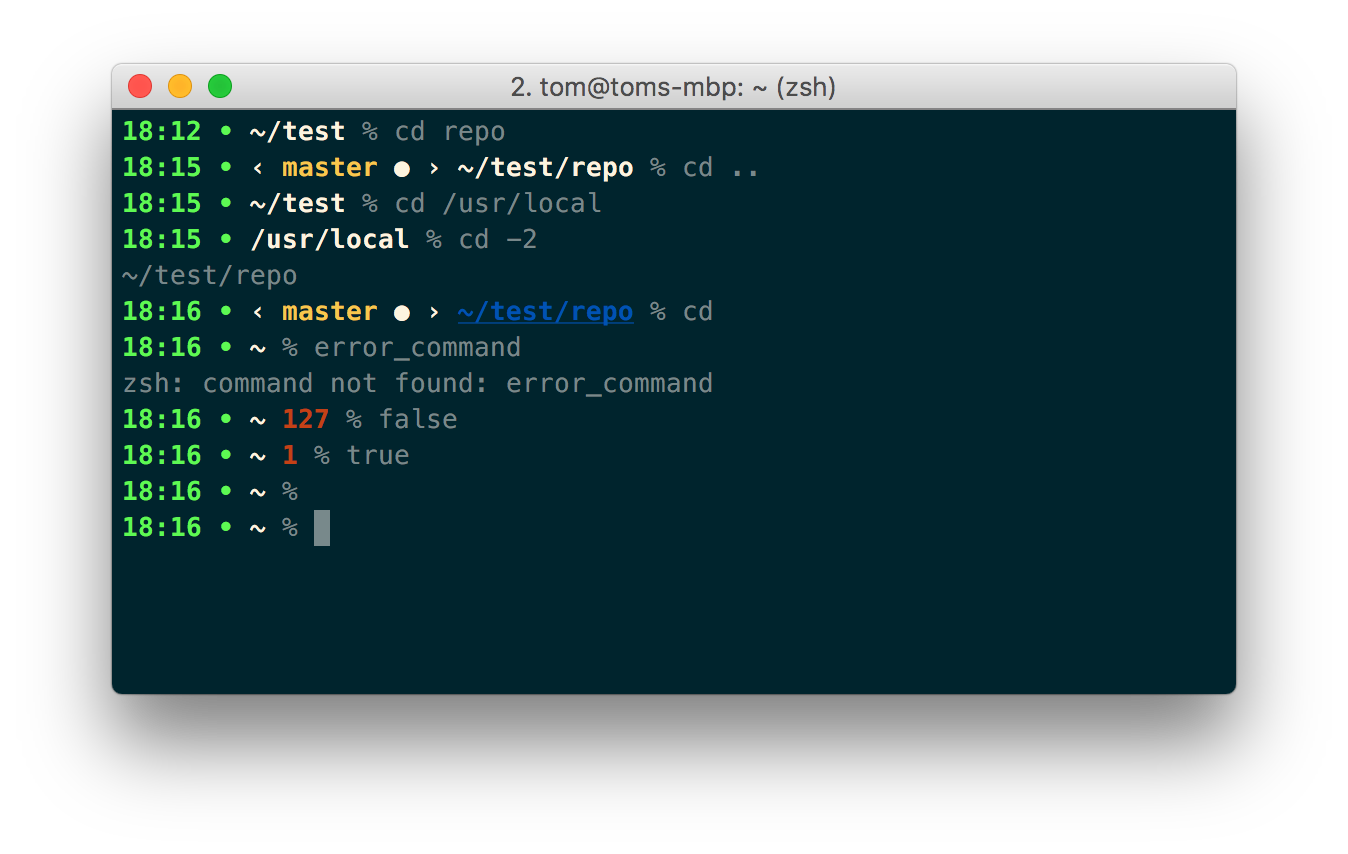 2. tom@toms-mbp: ~ (zsh)
18:12 • ~/test % cd repo
18:15 • ‹ master ● › ~/test/repo % cd ..
18:15 • ~/test % cd /usr/local
18:15 • /usr/local % cd -2
~/test/repo
18:16 • ‹ master ● › ~/test/repo % cd
18:16 • ~ % error_command
zsh: command not found: error_command
18:16 • ~ 127 % false
18:16 • ~ 1 % true
18:16 • ~ %
18:16 • ~ %